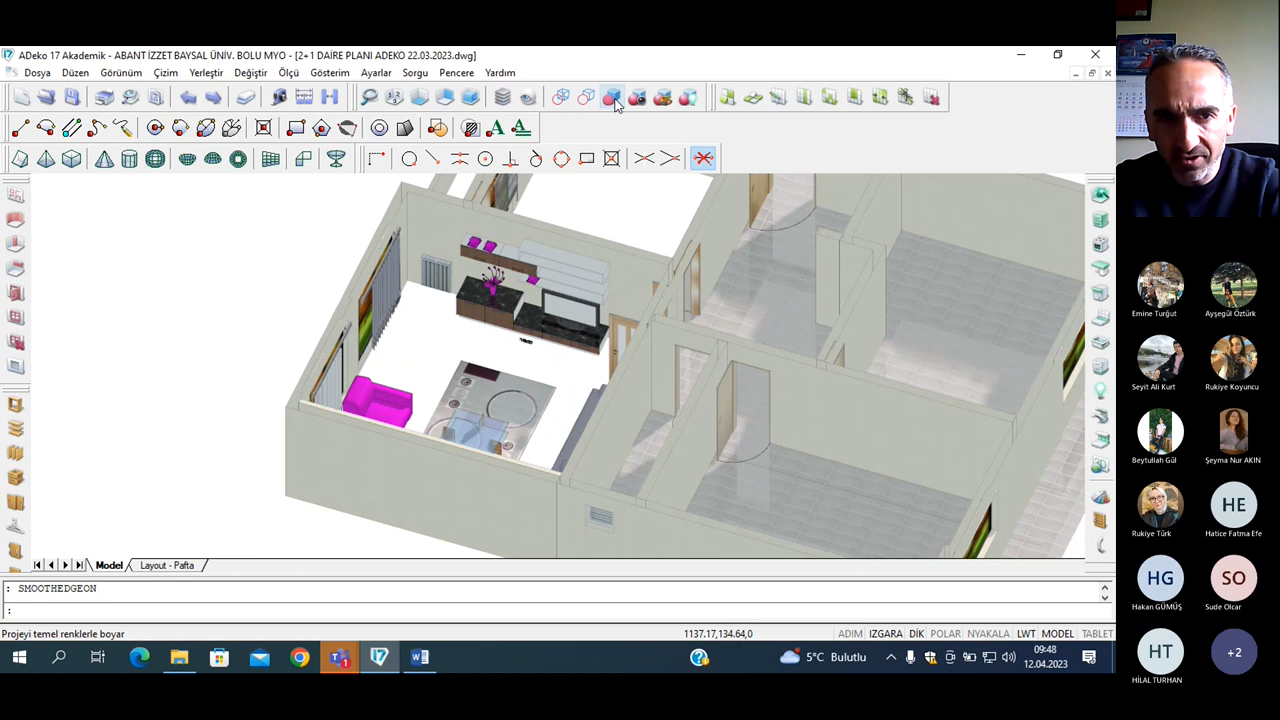 ADeko 17 Akademik - ABANT İZZET BAYSAL ÜNİV. BOLU MYO - [2+1 DAİRE PLANI ADEKO 22.03.2023.dwg]
Dosya Düzen Görünüm Çizim Yerleştir Değiştir Ölçü Gösterim Ayarlar Sorgu Pencere Yardım
Emine Turğut
Ayşegül Öztürk
Seyit Ali Kurt
Rukiye Koyuncu
Beytullah Gül
Şeyma Nur AKIN
HE
Rukiye Türk
Hatice Fatma Efe
HG
SO
Hakan GÜMÜŞ
Sude Olcar
HT
+2
HİLAL TURHAN
Model
Layout - Pafta
: SMOOTHEDGEON
:
Projeyi temel renklerle boyar
1137.17,134.64,0
ADIM IZGARA DİK POLAR NYAKALA LWT MODEL TABLET
5°C Bulutlu
09:48
12.04.2023